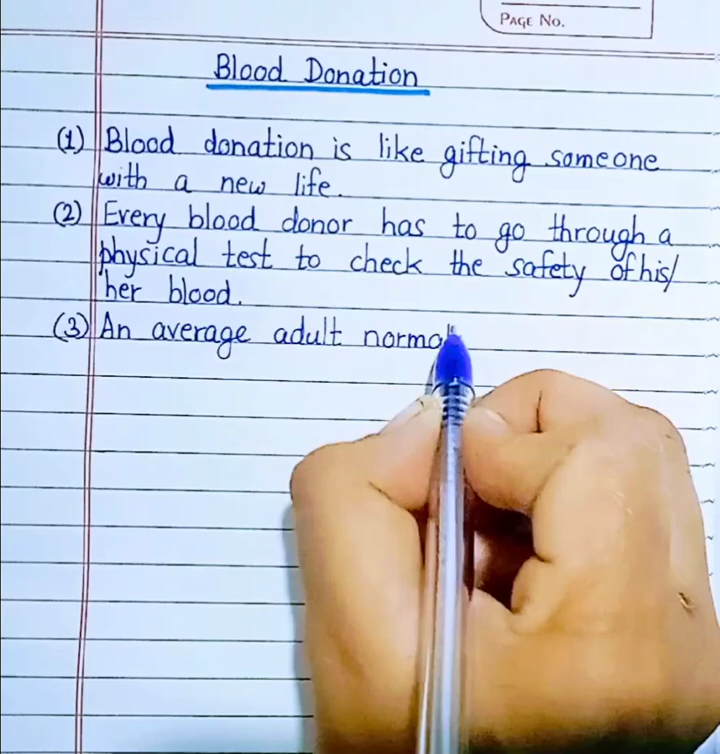 PAGE NO.
Blood Donation
(1) Blood donation is like gifting someone
with a new life.
(2) Every blood donor has to go through a
physical test to check the safety of his/
her blood.
(3) An average adult normal